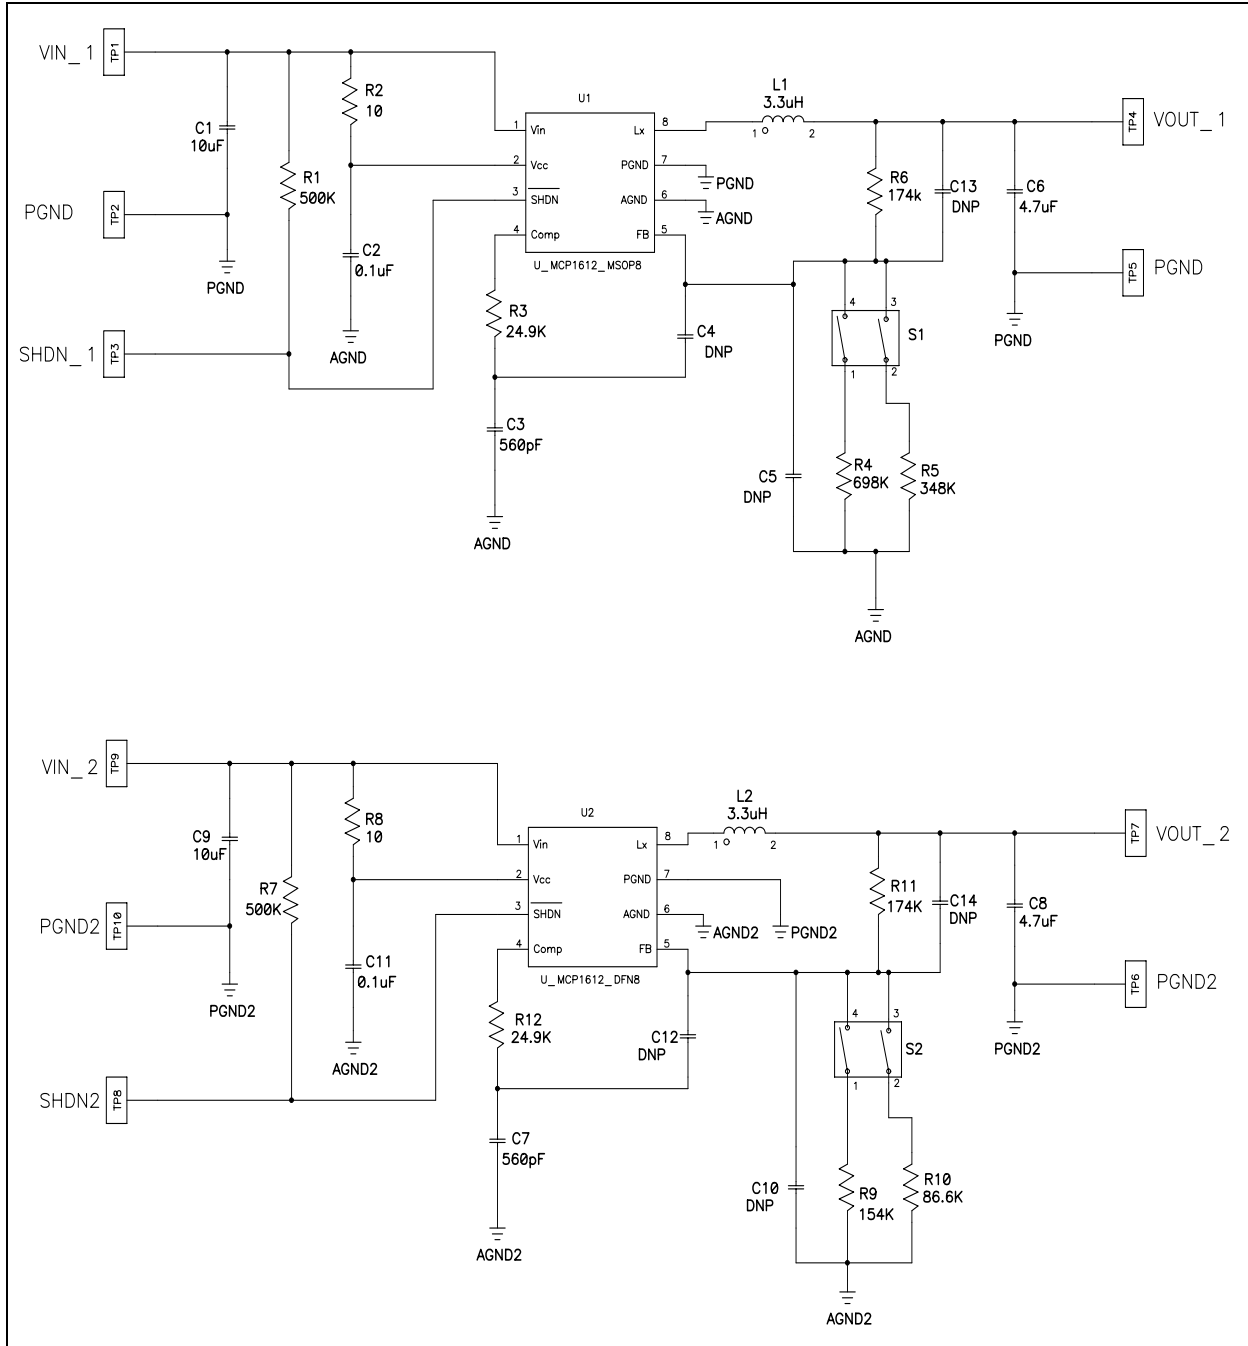 VIN_1
TP1
R2
10
C1
10uF
R1
500K
PGND
TP2
PGND
C2
0.1uF
AGND
SHDN_1
TP3
U1
1
Vin
2
Vcc
3
SHDN
4
Comp
Lx
8
PGND
7
AGND
6
FB
5
U_MCP1612_MSOP8
PGND
AGND
L1
3.3uH
1
2
R6
174k
C13
DNP
C6
4.7uF
TP4
VOUT_1
TP5
PGND
PGND
R3
24.9K
C4
DNP
C3
560pF
AGND
4
3
S1
1
2
C5
DNP
R4
698K
R5
348K
AGND
VIN_2
TP9
R8
10
C9
10uF
R7
500K
PGND2
TP10
PGND2
C11
0.1uF
AGND2
SHDN2
TP8
U2
1
Vin
2
Vcc
3
SHDN
4
Comp
Lx
8
PGND
7
AGND
6
FB
5
U_MCP1612_DFN8
AGND2
PGND2
L2
3.3uH
1
2
R11
174K
C14
DNP
C8
4.7uF
TP7
VOUT_2
TP6
PGND2
PGND2
R12
24.9K
C12
DNP
C7
560pF
AGND2
4
3
S2
1
2
C10
DNP
R9
154K
R10
86.6K
AGND2